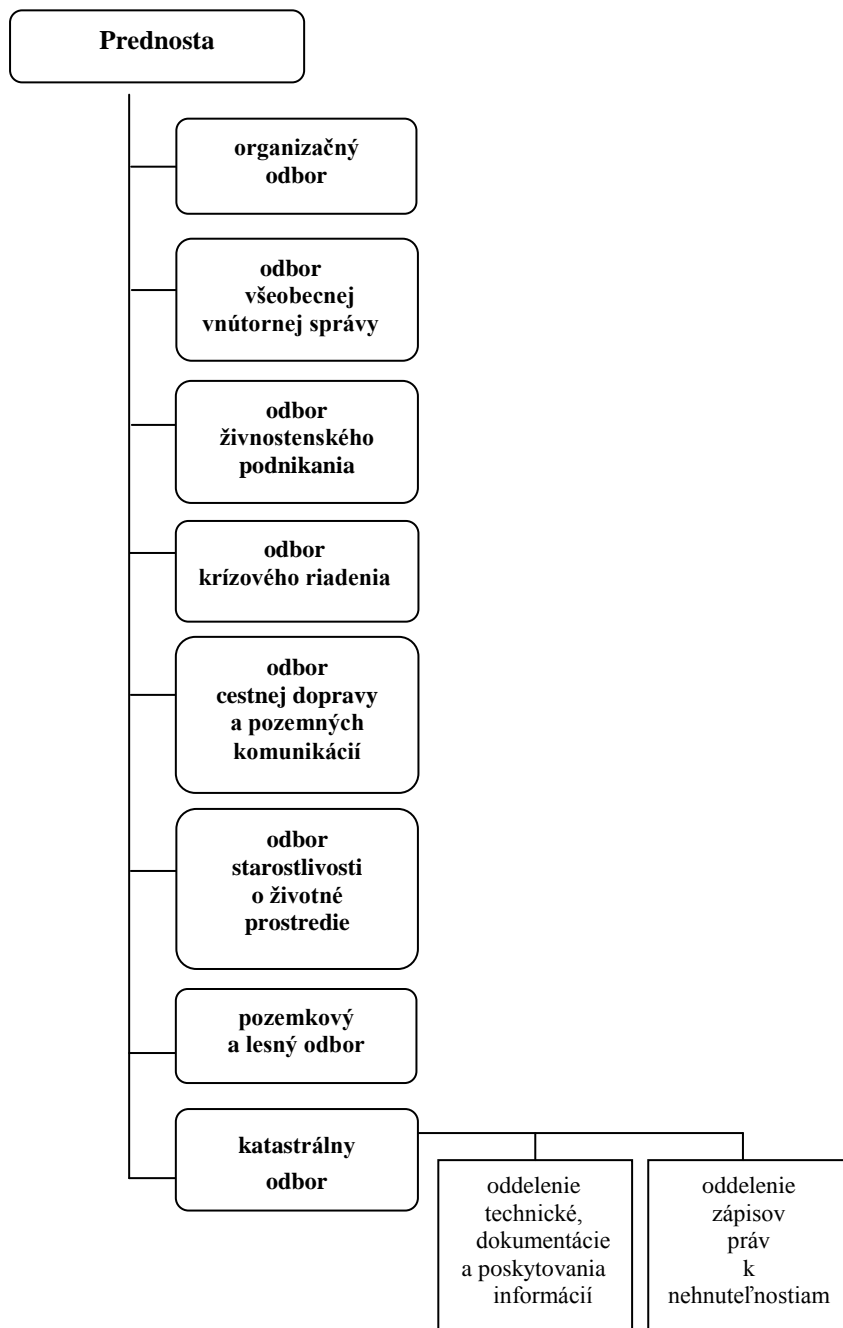 Prednosta
organizačný
odbor
odbor
všeobecnej
vnútornej správy
odbor
živnostenského
podnikania
odbor
krízového riadenia
odbor
cestnej dopravy
a pozemných
komunikácií
odbor
starostlivosti
o životné
prostredie
pozemkový
a lesný odbor
katastrálny
odbor
oddelenie
technické,
dokumentácie
a poskytovania
informácií
oddelenie
zápisov
práv
k
nehnuteľnostiam